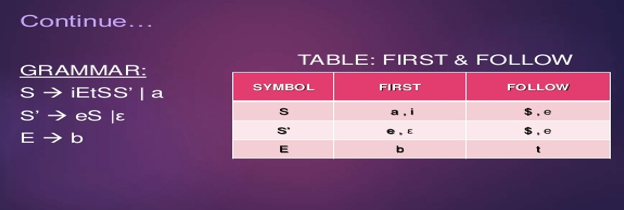 Continue…
GRAMMAR:
S → iEtSS’ | a
S’ → eS |ε
E → b
TABLE: FIRST & FOLLOW
SYMBOL FIRST FOLLOW
S a , i $ , e
S’ e , ε $ , e
E b t